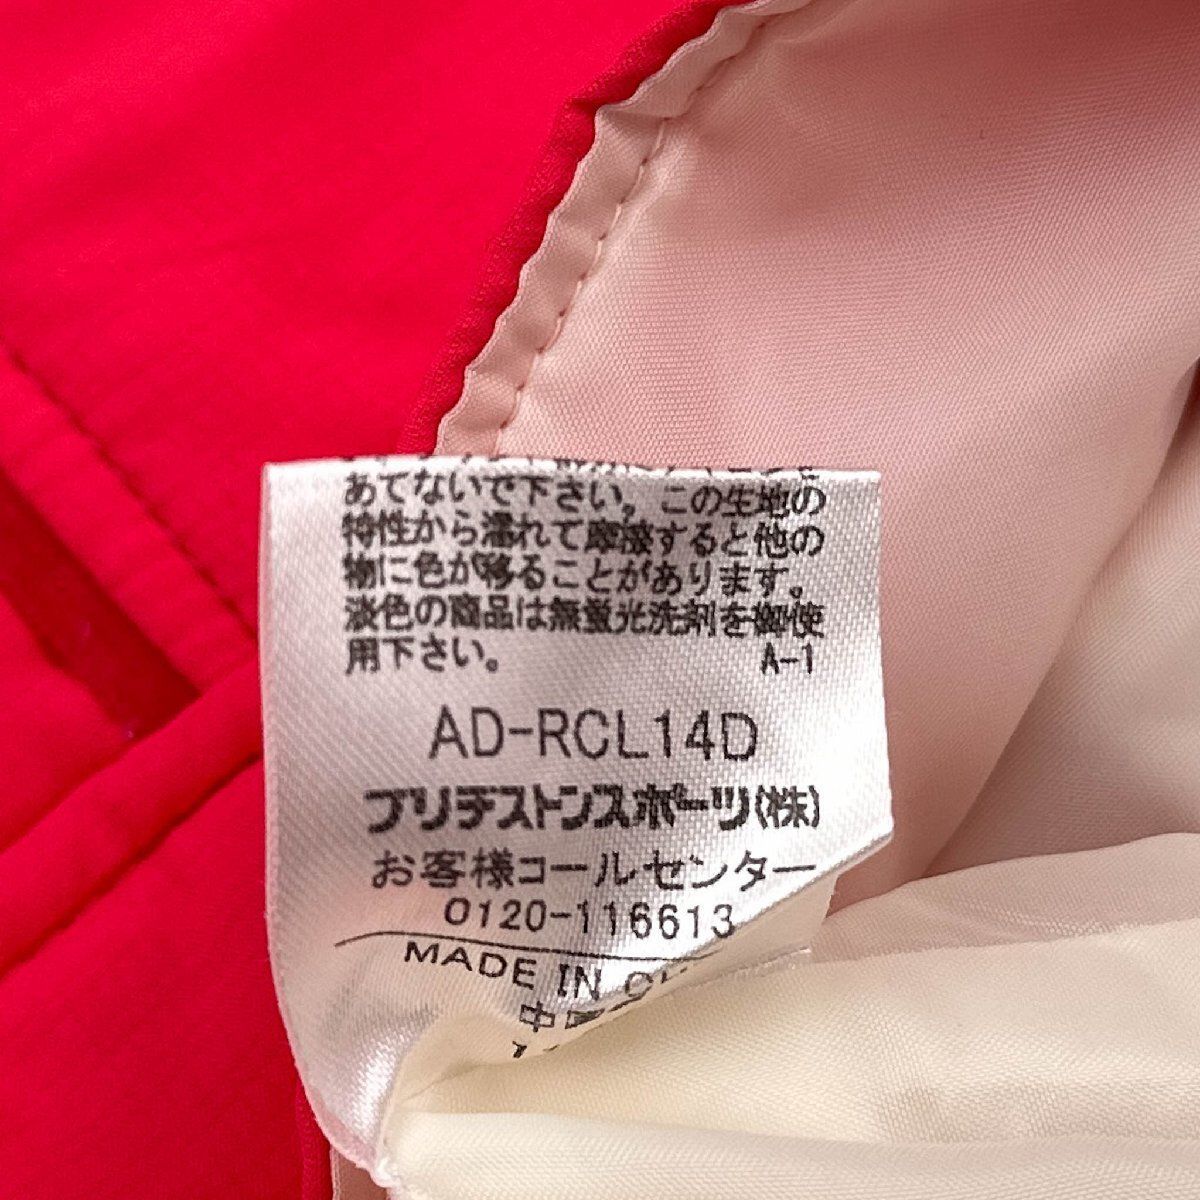 あてないで下さい。この生地の
特性から濡れて摩擦すると他の
物に色が移ることがあります。
淡色の商品は無蛍光洗剤を御使
用下さい。 A-1
AD-RCL14D
ブリヂストンスポーツ(株)
お客様コールセンター
0120-116613
MADE IN